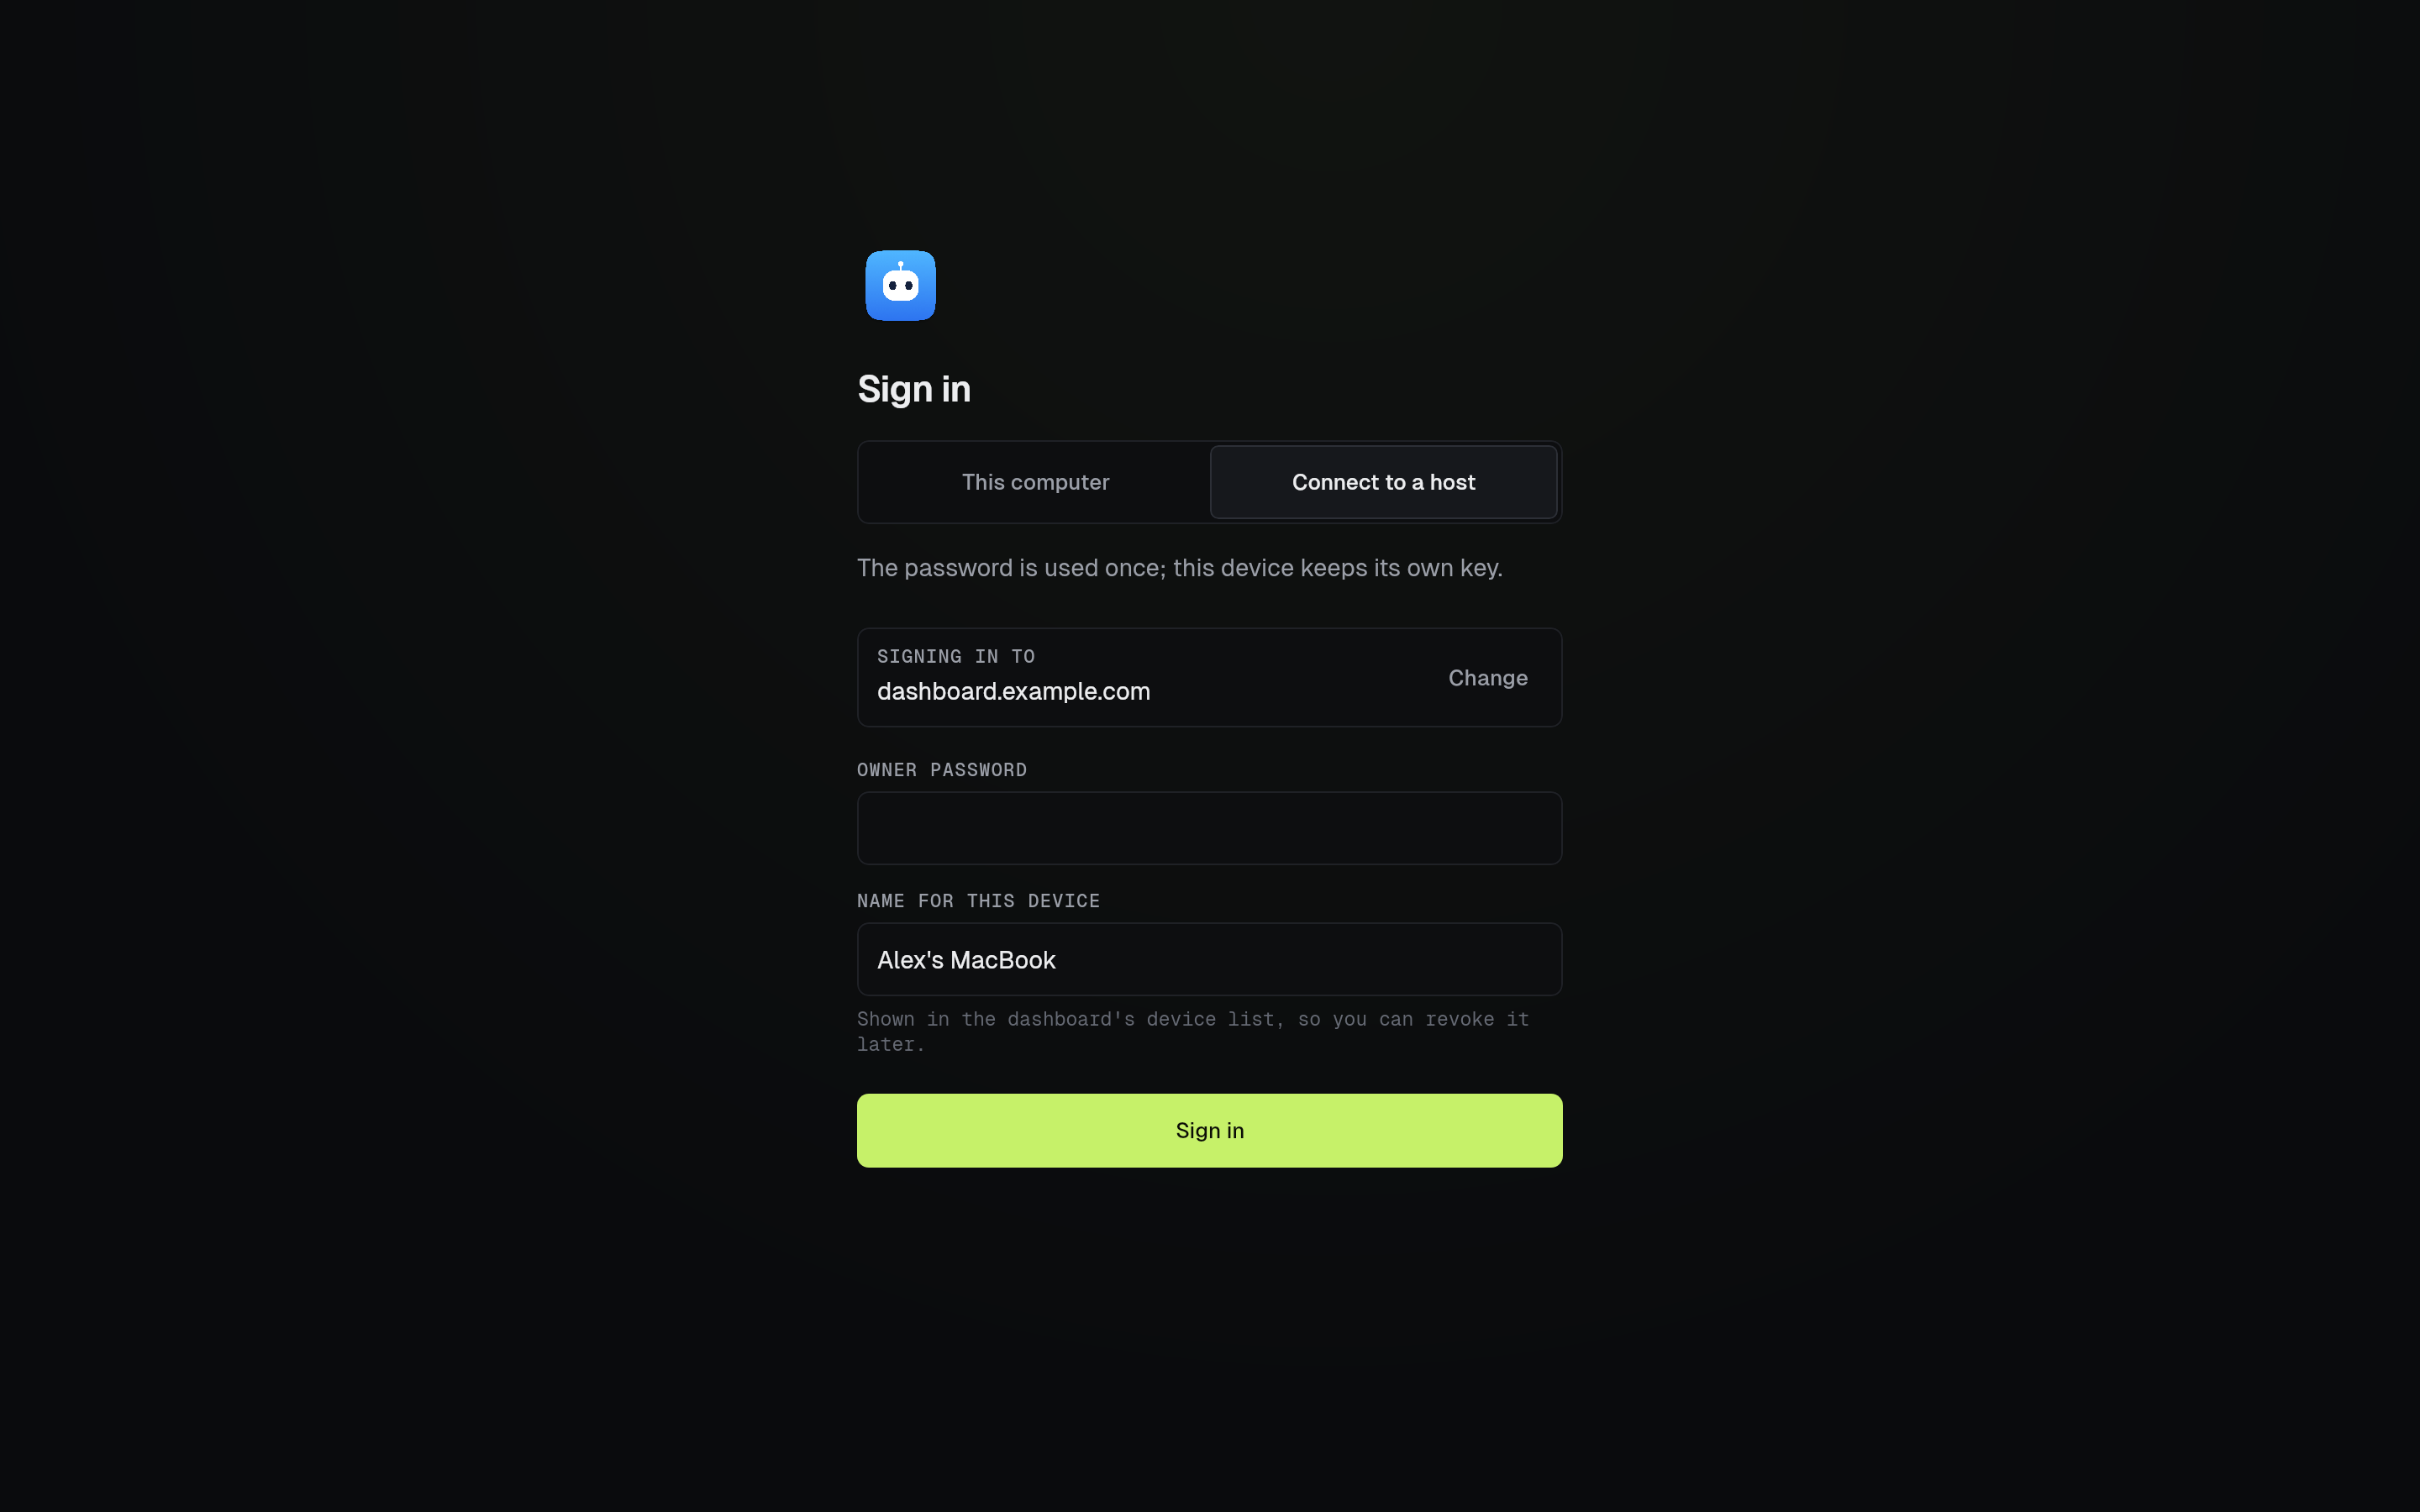 Sign in
This computer
Connect to a host
The password is used once; this device keeps its own key.
SIGNING IN TO
dashboard.example.com
Change
OWNER PASSWORD
NAME FOR THIS DEVICE
Alex's MacBook
Shown in the dashboard's device list, so you can revoke it
later.
Sign in